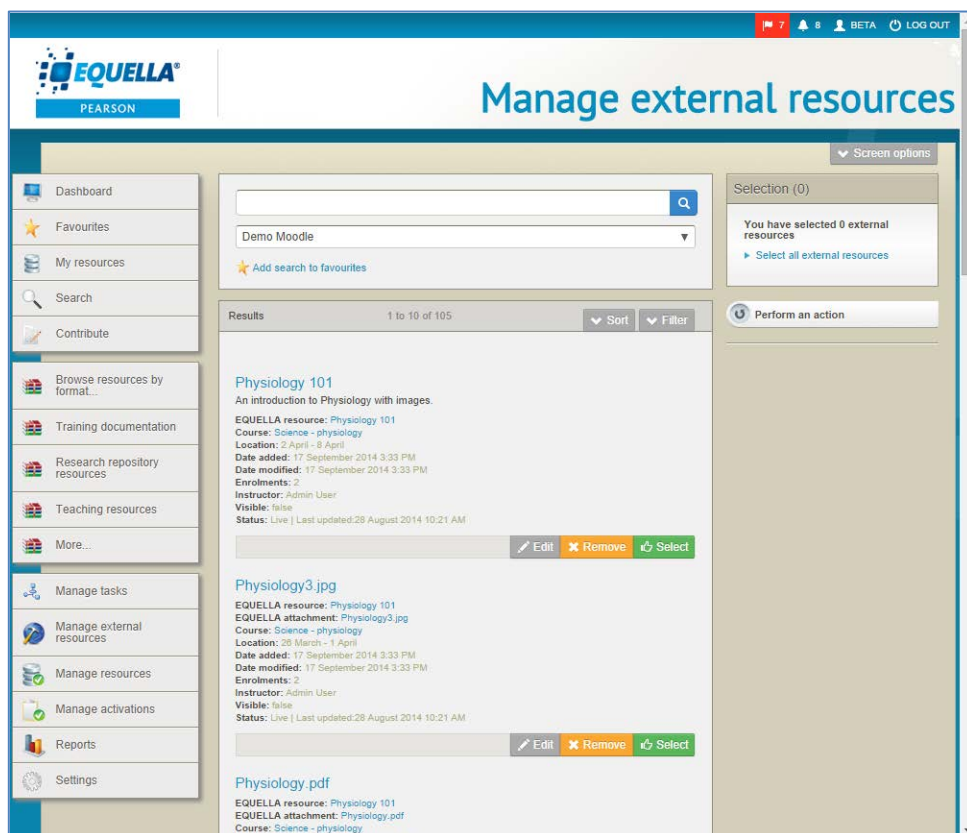 7 8 BETA LOG OUT
EQUELLA®
PEARSON
Manage external resources
Screen options
Dashboard
Favourites
My resources
Search
Contribute
Browse resources by
format...
Training documentation
Research repository
resources
Teaching resources
More...
Manage tasks
Manage external
resources
Manage resources
Manage activations
Reports
Settings
Demo Moodle
Add search to favourites
Results 1 to 10 of 105 Sort Filter
Physiology 101
An introduction to Physiology with images.
EQUELLA resource: Physiology 101
Course: Science - physiology
Location: 2 April - 8 April
Date added: 17 September 2014 3:33 PM
Date modified: 17 September 2014 3:33 PM
Enrolments: 2
Instructor: Admin User
Visible: false
Status: Live | Last updated:28 August 2014 10:21 AM
Edit Remove Select
Physiology3.jpg
EQUELLA resource: Physiology 101
EQUELLA attachment: Physiology3.jpg
Course: Science - physiology
Location: 26 March - 1 April
Date added: 17 September 2014 3:33 PM
Date modified: 17 September 2014 3:33 PM
Enrolments: 2
Instructor: Admin User
Visible: false
Status: Live | Last updated:28 August 2014 10:21 AM
Edit Remove Select
Physiology.pdf
EQUELLA resource: Physiology 101
EQUELLA attachment: Physiology.pdf
Course: Science - physiology
Selection (0)
You have selected 0 external
resources
Select all external resources
Perform an action